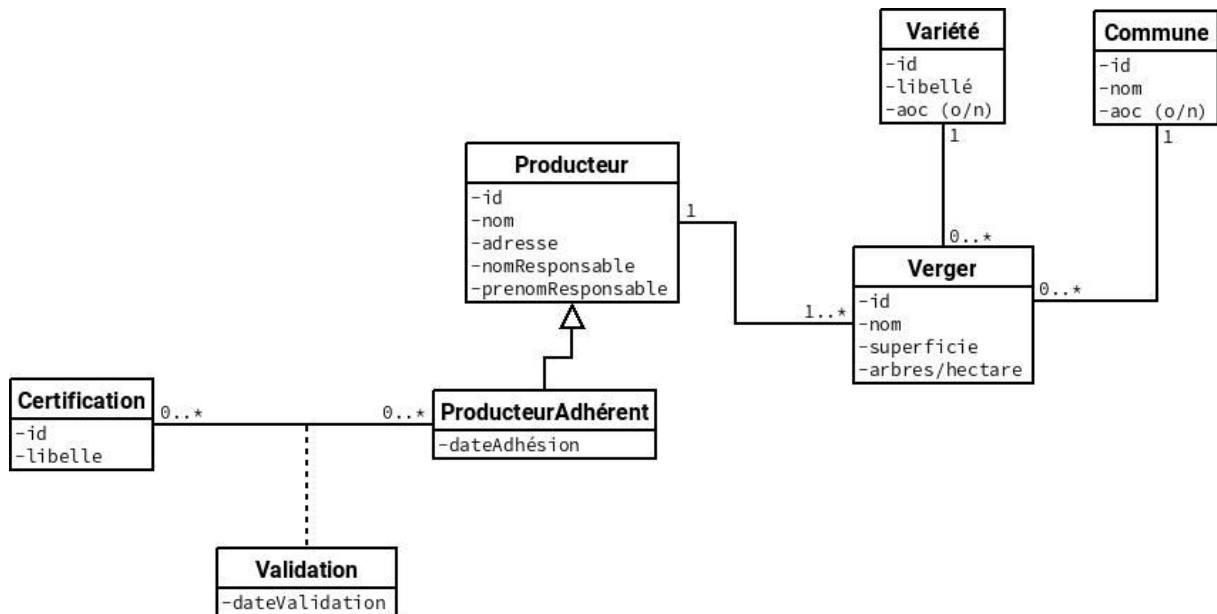 Variété
-id
-libellé
-aoc (o/n)
1
0..*
Commune
-id
-nom
-aoc (o/n)
1
0..*
Producteur
-id
-nom
-adresse
-nomResponsable
-prenomResponsable
1
1..*
Verger
-id
-nom
-superficie
-arbres/hectare
Certification
-id
-libelle
0..*
0..*
ProducteurAdhérent
-dateAdhésion
Validation
-dateValidation